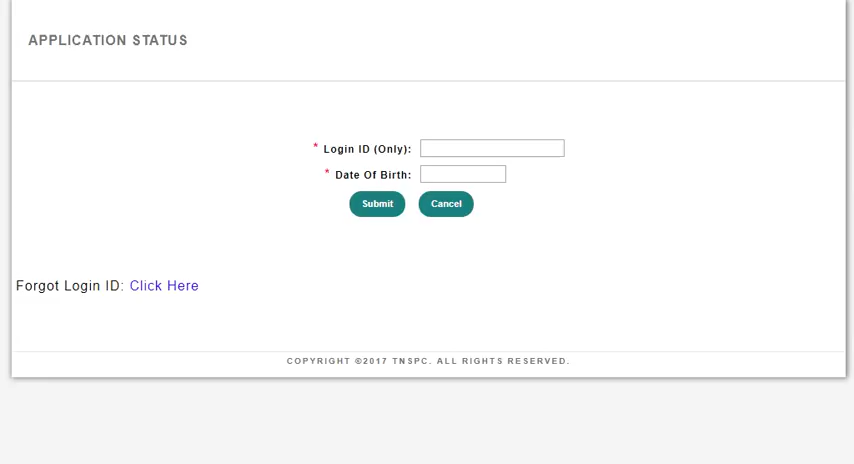 APPLICATION STATUS
* Login ID (Only):
* Date Of Birth:
Submit Cancel
Forgot Login ID: Click Here
COPYRIGHT ©2017 TNSPC. ALL RIGHTS RESERVED.